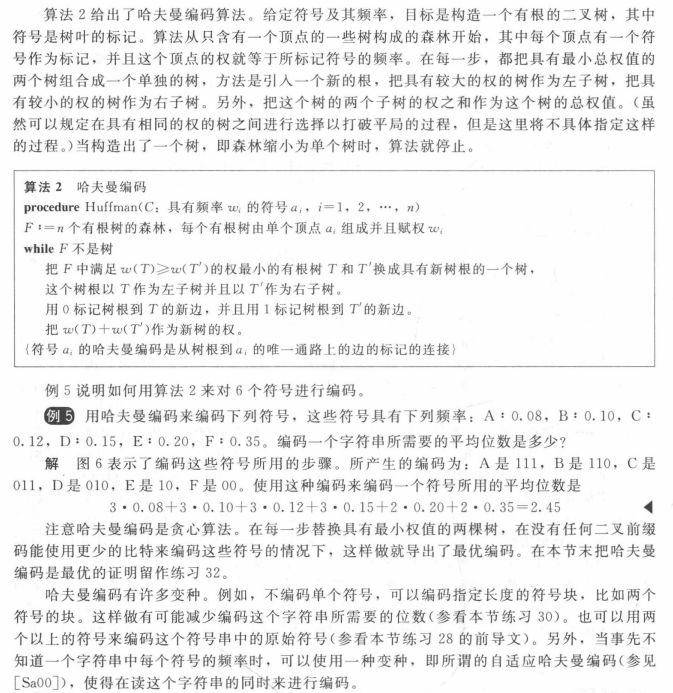 算法 2 给出了哈夫曼编码算法。给定符号及其频率，目标是构造一个有根的二叉树，其中
符号是树叶的标记。算法从只含有一个顶点的一些树构成的森林开始，其中每个顶点有一个符
号作为标记，并且这个顶点的权就等于所标记符号的频率。在每一步，都把具有最小总权值的
两个树组合成一个单独的树，方法是引入一个新的根，把具有较大的权的树作为左子树，把具
有较小的权的树作为右子树。另外，把这个树的两个子树的权之和作为这个树的总权值。（虽
然可以规定在具有相同的权的树之间进行选择以打破平局的过程，但是这里将不具体指定这样
的过程。）当构造出了一个树，即森林缩小为单个树时，算法就停止。
算法 2 哈夫曼编码
procedure Huffman(C：具有频率 wᵢ 的符号 aᵢ，i=1，2，…，n)
F：=n 个有根树的森林，每个有根树由单个顶点 aᵢ 组成并且赋权 wᵢ
while F 不是树
把 F 中满足 w(T)≥w(T′)的权最小的有根树 T 和 T′换成具有新树根的一个树，
这个树根以 T 作为左子树并且以 T′作为右子树。
用 0 标记树根到 T 的新边，并且用 1 标记树根到 T′的新边。
把 w(T)+w(T′)作为新树的权。
{符号 aᵢ 的哈夫曼编码是从树根到 aᵢ 的唯一通路上的边的标记的连接}
例 5 说明如何用算法 2 来对 6 个符号进行编码。
例 5 用哈夫曼编码来编码下列符号，这些符号具有下列频率：A：0.08，B：0.10，C：
0.12，D：0.15，E：0.20，F：0.35。编码一个字符串所需要的平均位数是多少？
解 图 6 表示了编码这些符号所用的步骤。所产生的编码为：A 是 111，B 是 110，C 是
011，D 是 010，E 是 10，F 是 00。使用这种编码来编码一个符号所用的平均位数是
3·0.08+3·0.10+3·0.12+3·0.15+2·0.20+2·0.35=2.45 ◀
注意哈夫曼编码是贪心算法。在每一步替换具有最小权值的两棵树，在没有任何二叉前缀
码能使用更少的比特来编码这些符号的情况下，这样做就导出了最优编码。在本节末把哈夫曼
编码是最优的证明留作练习 32。
哈夫曼编码有许多变种。例如，不编码单个符号，可以编码指定长度的符号块，比如两个
符号的块。这样做有可能减少编码这个字符串所需要的位数（参看本节练习 30）。也可以用两
个以上的符号来编码这个符号串中的原始符号（参看本节练习 28 的前导文）。另外，当事先不
知道一个字符串中每个符号的频率时，可以使用一种变种，即所谓的自适应哈夫曼编码（参见
[Sa00]），使得在读这个字符串的同时来进行编码。